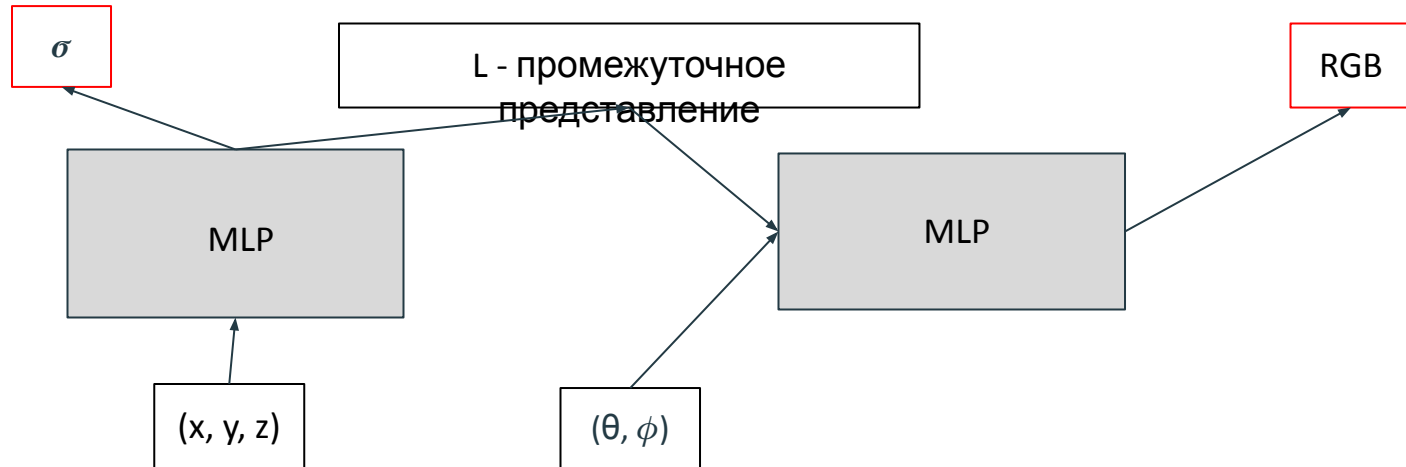 σ
L - промежуточное
представление
RGB
MLP
MLP
(x, y, z)
(θ, ϕ)